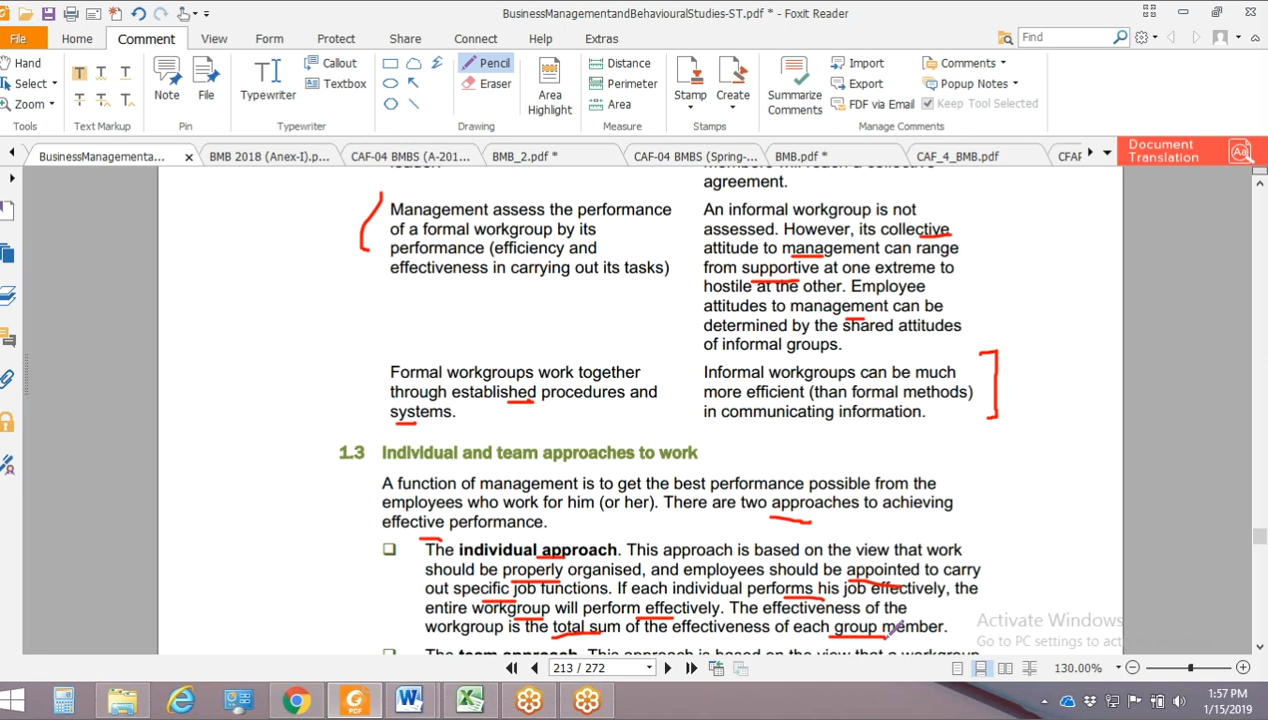 BusinessManagementandBehaviouralStudies-ST.pdf * - Foxit Reader
File Home Comment View Form Protect Share Connect Help Extras Find
Hand Select Zoom Tools
Text Markup
Note File Pin
Typewriter Callout Textbox Typewriter
Pencil Eraser Drawing
Area Highlight Distance Perimeter Area Measure
Stamp Create Stamps
Summarize Comments Import Export FDF via Email Comments Popup Notes Keep Tool Selected Manage Comments
BusinessManagementa... BMB 2018 (Anex-I).p... CAF-04 BMBS (A-201... BMB_2.pdf * CAF-04 BMBS (Spring-... BMB.pdf * CAF_4_BMB.pdf CFAF
Document Translation
agreement.
Management assess the performance of a formal workgroup by its performance (efficiency and effectiveness in carrying out its tasks)
An informal workgroup is not assessed. However, its collective attitude to management can range from supportive at one extreme to hostile at the other. Employee attitudes to management can be determined by the shared attitudes of informal groups.
Formal workgroups work together through established procedures and systems.
Informal workgroups can be much more efficient (than formal methods) in communicating information.
1.3 Individual and team approaches to work
A function of management is to get the best performance possible from the
employees who work for him (or her). There are two approaches to achieving
effective performance.
The individual approach. This approach is based on the view that work
should be properly organised, and employees should be appointed to carry
out specific job functions. If each individual performs his job effectively, the
entire workgroup will perform effectively. The effectiveness of the
workgroup is the total sum of the effectiveness of each group member.
Activate Windows
Go to PC settings to
213 / 272
130.00%
1:57 PM
1/15/2019